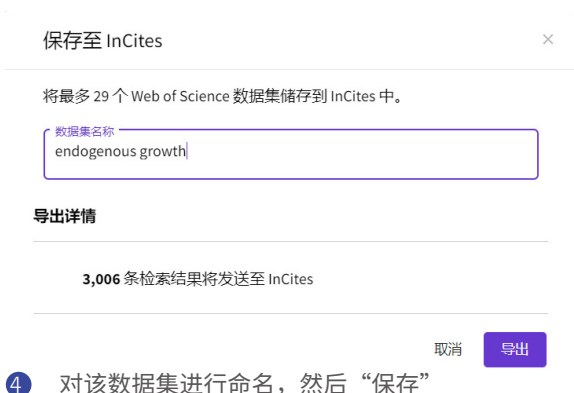 保存至 InCites
×
将最多 29 个 Web of Science 数据集储存到 InCites 中。
数据集名称
endogenous growth
导出详情
3,006 条检索结果将发送至 InCites
取消 导出
4 对该数据集进行命名，然后“保存”